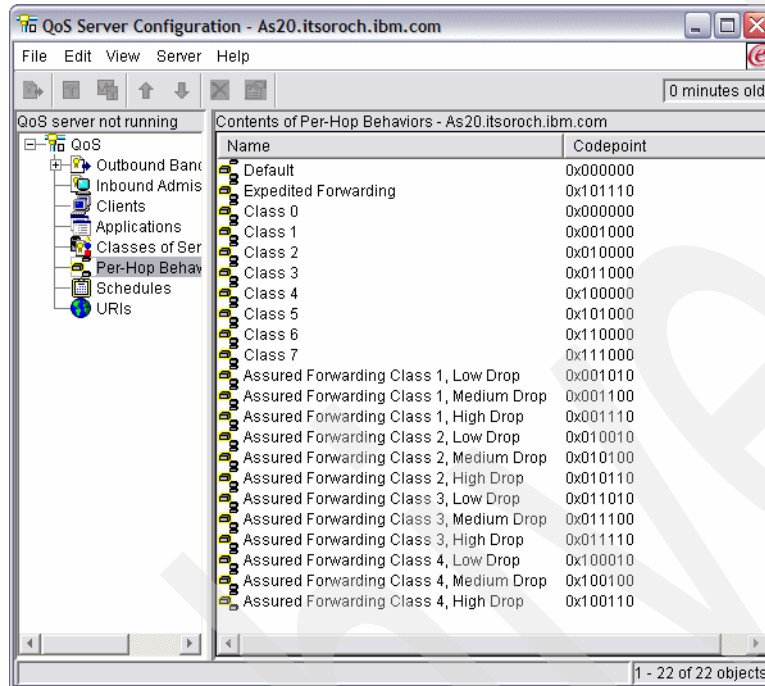 QoS Server Configuration - As20.itsoroch.ibm.com
File Edit View Server Help
0 minutes old
QoS server not running
Contents of Per-Hop Behaviors - As20.itsoroch.ibm.com
QoS
Outbound Band
Inbound Admis
Clients
Applications
Classes of Ser
Per-Hop Behav
Schedules
URIs
Name Codepoint
Default 0x000000
Expedited Forwarding 0x101110
Class 0 0x000000
Class 1 0x001000
Class 2 0x010000
Class 3 0x011000
Class 4 0x100000
Class 5 0x101000
Class 6 0x110000
Class 7 0x111000
Assured Forwarding Class 1, Low Drop 0x001010
Assured Forwarding Class 1, Medium Drop 0x001100
Assured Forwarding Class 1, High Drop 0x001110
Assured Forwarding Class 2, Low Drop 0x010010
Assured Forwarding Class 2, Medium Drop 0x010100
Assured Forwarding Class 2, High Drop 0x010110
Assured Forwarding Class 3, Low Drop 0x011010
Assured Forwarding Class 3, Medium Drop 0x011100
Assured Forwarding Class 3, High Drop 0x011110
Assured Forwarding Class 4, Low Drop 0x100010
Assured Forwarding Class 4, Medium Drop 0x100100
Assured Forwarding Class 4, High Drop 0x100110
1 - 22 of 22 objects